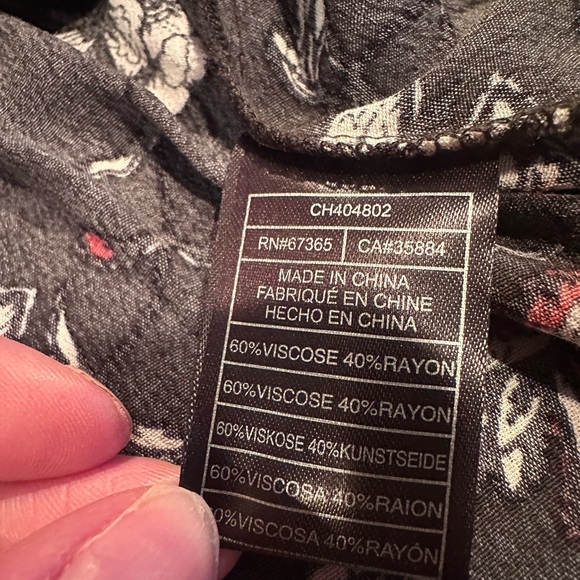 CH404802
RN#67365 CA#35884
MADE IN CHINA
FABRIQUÉ EN CHINE
HECHO EN CHINA
60%VISCOSE 40%RAYON
60%VISCOSE 40%RAYON
60%VISKOSE 40%KUNSTSEIDE
60%VISCOSA 40%RAION
60%VISCOSA 40%RAYÓN